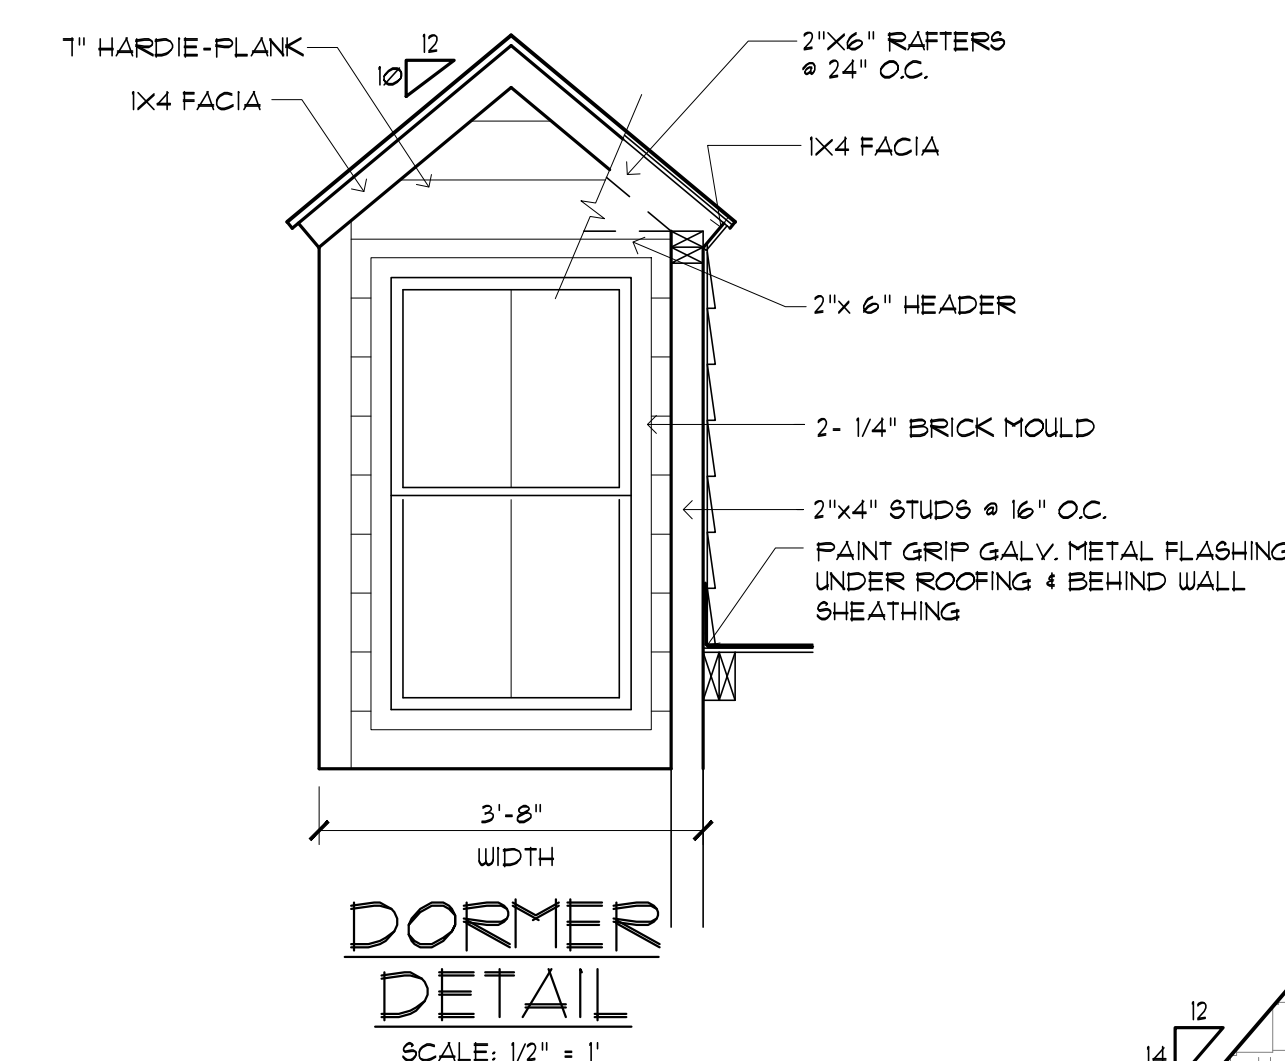 7" HARDIE-PLANK
1X4 FACIA
12
10
2"X6" RAFTERS
@ 24" O.C.
1X4 FACIA
2"x 6" HEADER
2- 1/4" BRICK MOULD
2"x4" STUDS @ 16" O.C.
PAINT GRIP GALV. METAL FLASHING
UNDER ROOFING & BEHIND WALL
SHEATHING
3'-8"
WIDTH
DORMER
DETAIL
SCALE: 1/2" = 1'
12
14